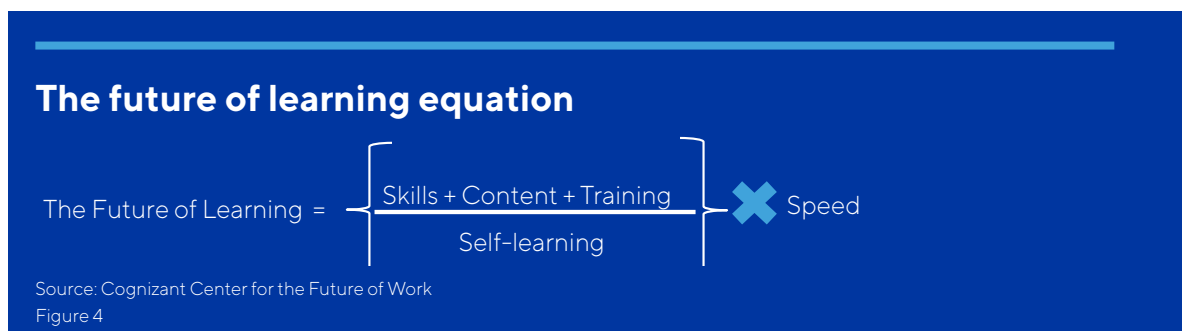 The future of learning equation
The Future of Learning =
Skills + Content + Training
Self-learning
Speed
Source: Cognizant Center for the Future of Work
Figure 4